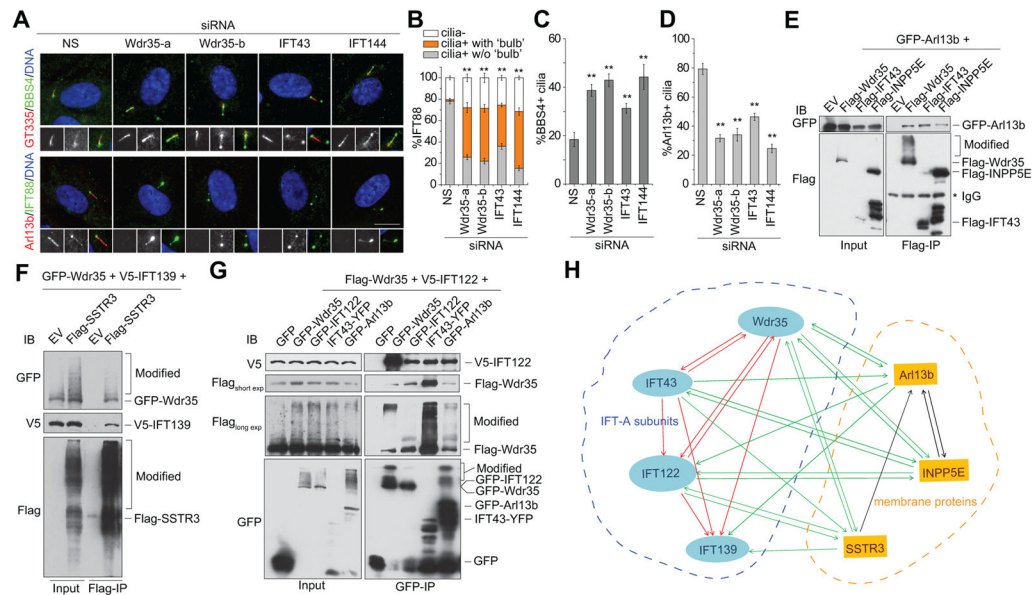 A
siRNA
NS Wdr35-a Wdr35-b IFT43 IFT144
GT335/BBS4/DNA
Arl13b/IFT88/DNA
B
cilia-
cilia+ with 'bulb'
cilia+ w/o 'bulb'
** ** ** **
%IFT88
100
80
60
40
20
0
NS Wdr35-a Wdr35-b IFT43 IFT144
siRNA
C
%BBS4+ cilia
60
50
40
30
20
10
0
** ** ** **
NS Wdr35-a Wdr35-b IFT43 IFT144
siRNA
D
%Arl13b+ cilia
100
80
60
40
20
0
** ** ** **
NS Wdr35-a Wdr35-b IFT43 IFT144
siRNA
E
GFP-Arl13b +
IB
EV Flag-Wdr35 Flag-IFT43 Flag-INPP5E
EV Flag-Wdr35 Flag-IFT43 Flag-INPP5E
GFP
GFP-Arl13b
Modified
Flag-Wdr35
Flag-INPP5E
Flag
* IgG
Flag-IFT43
Input Flag-IP
F
GFP-Wdr35 + V5-IFT139 +
IB
EV Flag-SSTR3 EV Flag-SSTR3
GFP
Modified
GFP-Wdr35
V5
V5-IFT139
Modified
Flag
Flag-SSTR3
Input Flag-IP
G
Flag-Wdr35 + V5-IFT122 +
IB
GFP GFP-Wdr35 GFP-IFT122 IFT43-YFP GFP-Arl13b
GFP GFP-Wdr35 GFP-IFT122 IFT43-YFP GFP-Arl13b
V5
V5-IFT122
Flag short exp
Flag-Wdr35
Flag long exp
Modified
Flag-Wdr35
Modified
GFP-IFT122
GFP-Wdr35
GFP-Arl13b
GFP
IFT43-YFP
GFP
Input GFP-IP
H
Wdr35
Arl13b
IFT43
IFT-A subunits
IFT122
INPP5E
membrane proteins
IFT139
SSTR3